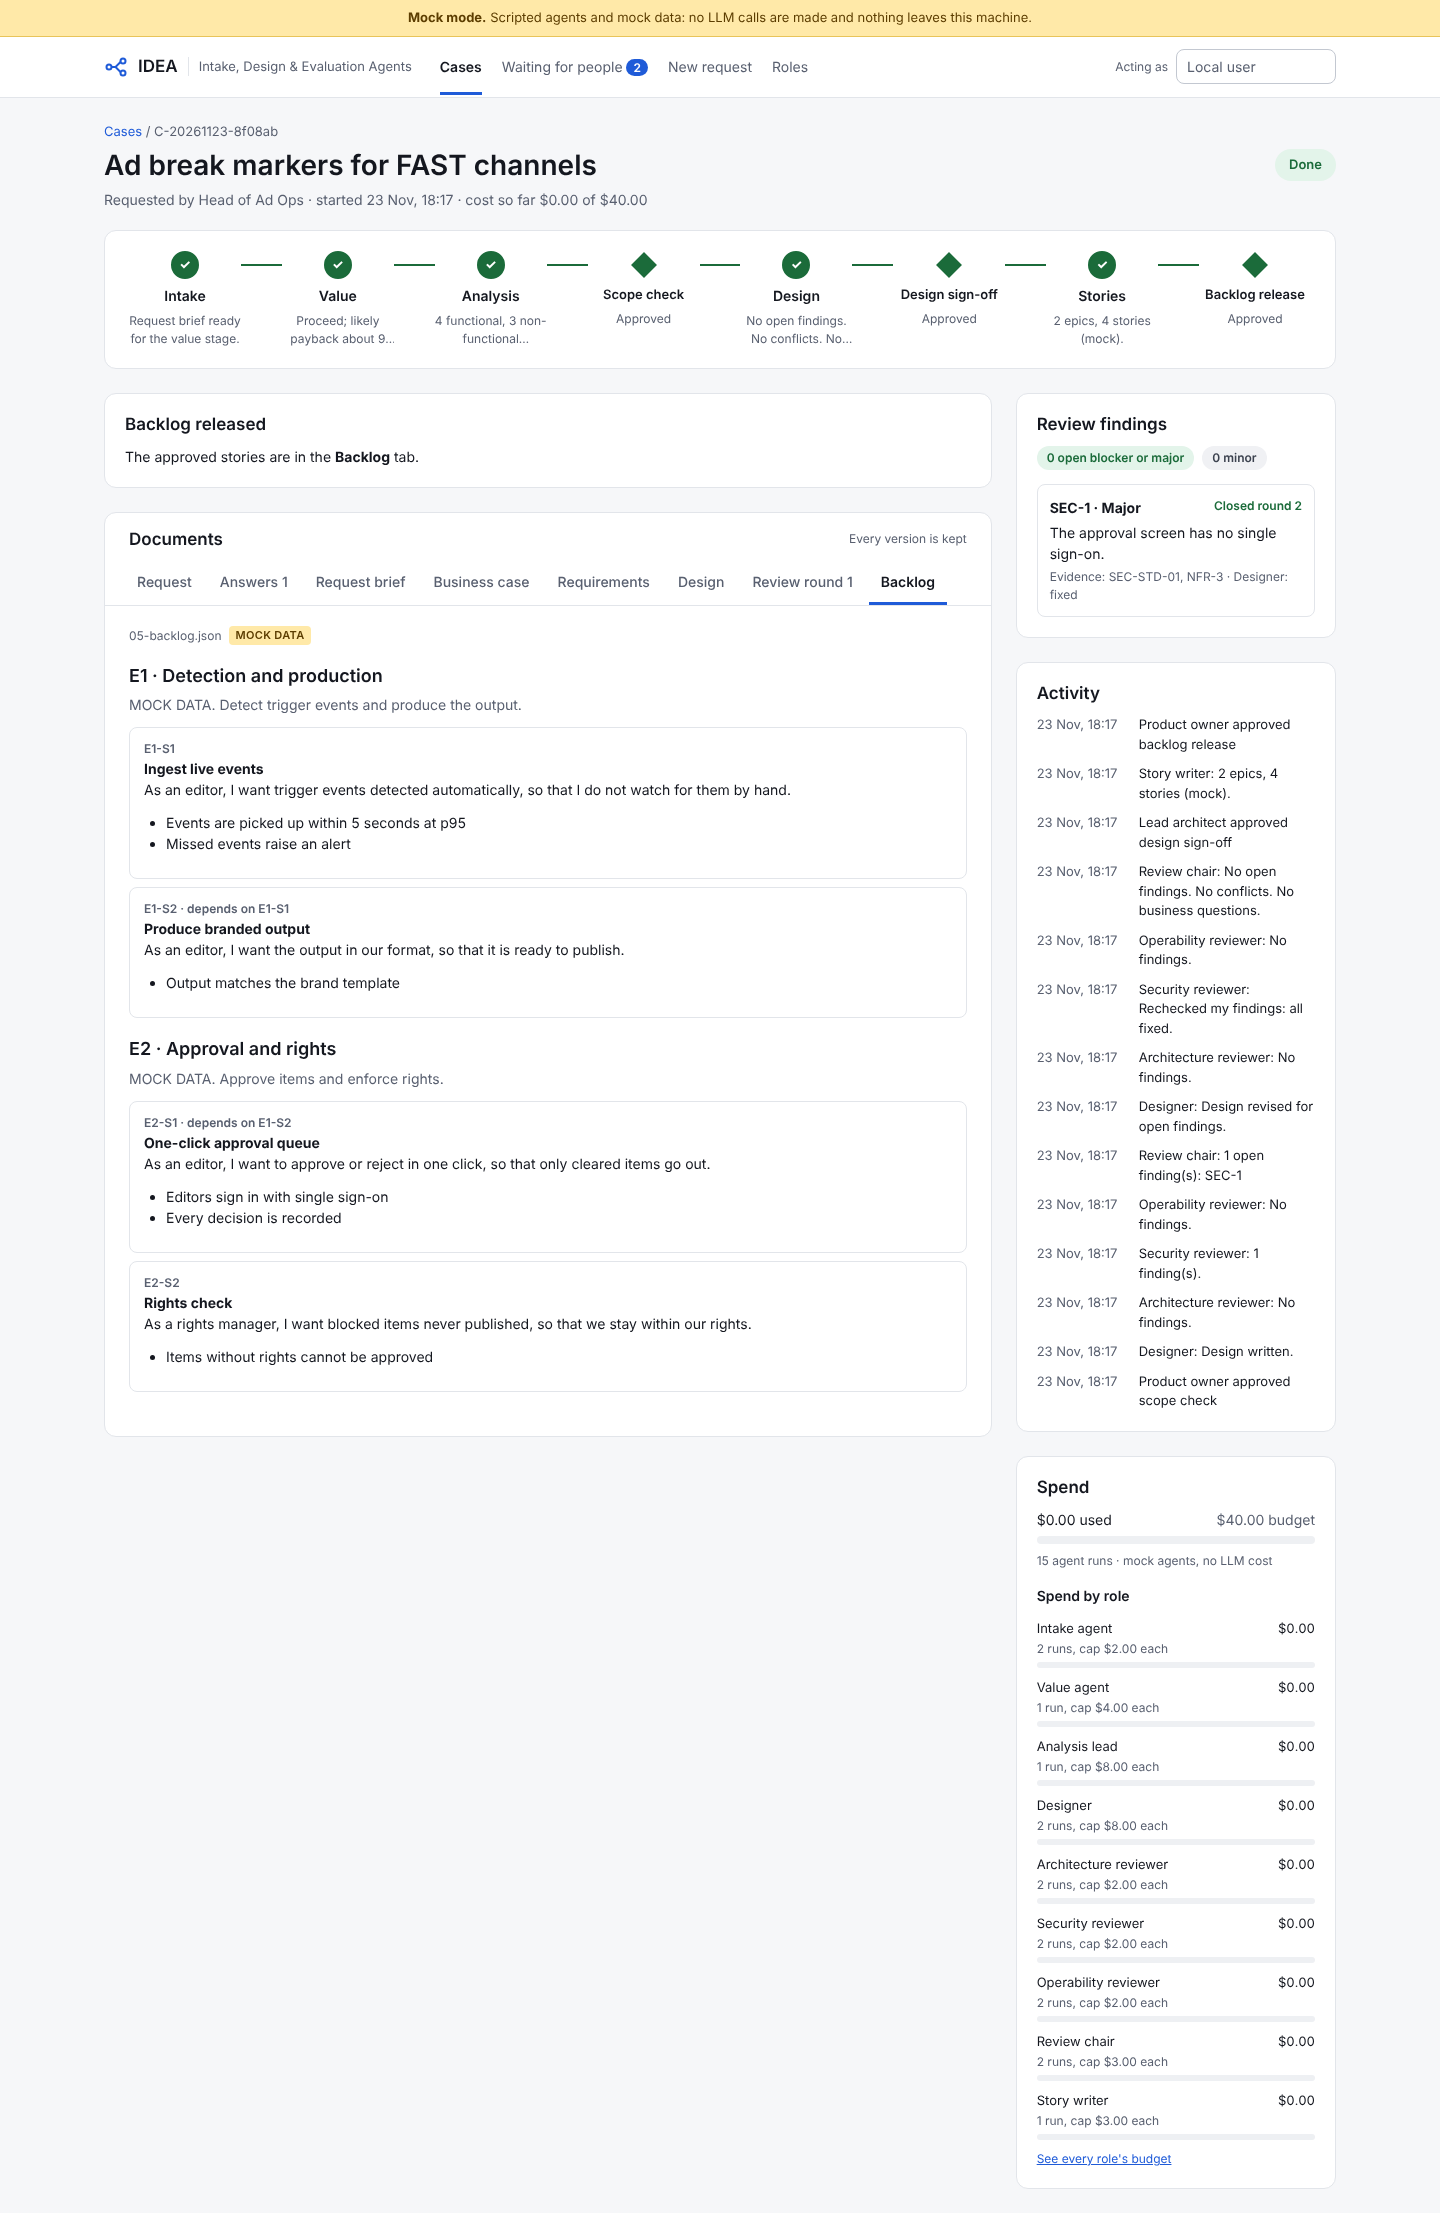 Mock mode. Scripted agents and mock data: no LLM calls are made and nothing leaves this machine.
IDEA
Intake, Design & Evaluation Agents
Cases
Waiting for people 2
New request
Roles
Acting as
Local user
Cases / C-20261123-8f08ab
Ad break markers for FAST channels
Done
Requested by Head of Ad Ops · started 23 Nov, 18:17 · cost so far $0.00 of $40.00
Intake
Request brief ready
for the value stage.
Value
Proceed; likely
payback about 9...
Analysis
4 functional, 3 non-
functional...
Scope check
Approved
Design
No open findings.
No conflicts. No...
Design sign-off
Approved
Stories
2 epics, 4 stories
(mock).
Backlog release
Approved
Backlog released
The approved stories are in the Backlog tab.
Documents
Every version is kept
Request
Answers 1
Request brief
Business case
Requirements
Design
Review round 1
Backlog
05-backlog.json
MOCK DATA
E1 · Detection and production
MOCK DATA. Detect trigger events and produce the output.
E1-S1
Ingest live events
As an editor, I want trigger events detected automatically, so that I do not watch for them by hand.
• Events are picked up within 5 seconds at p95
• Missed events raise an alert
E1-S2 · depends on E1-S1
Produce branded output
As an editor, I want the output in our format, so that it is ready to publish.
• Output matches the brand template
E2 · Approval and rights
MOCK DATA. Approve items and enforce rights.
E2-S1 · depends on E1-S2
One-click approval queue
As an editor, I want to approve or reject in one click, so that only cleared items go out.
• Editors sign in with single sign-on
• Every decision is recorded
E2-S2
Rights check
As a rights manager, I want blocked items never published, so that we stay within our rights.
• Items without rights cannot be approved
Review findings
0 open blocker or major
0 minor
SEC-1 · Major
Closed round 2
The approval screen has no single
sign-on.
Evidence: SEC-STD-01, NFR-3 · Designer:
fixed
Activity
23 Nov, 18:17 Product owner approved
backlog release
23 Nov, 18:17 Story writer: 2 epics, 4
stories (mock).
23 Nov, 18:17 Lead architect approved
design sign-off
23 Nov, 18:17 Review chair: No open
findings. No conflicts. No
business questions.
23 Nov, 18:17 Operability reviewer: No
findings.
23 Nov, 18:17 Security reviewer:
Rechecked my findings: all
fixed.
23 Nov, 18:17 Architecture reviewer: No
findings.
23 Nov, 18:17 Designer: Design revised for
open findings.
23 Nov, 18:17 Review chair: 1 open
finding(s): SEC-1
23 Nov, 18:17 Operability reviewer: No
findings.
23 Nov, 18:17 Security reviewer: 1
finding(s).
23 Nov, 18:17 Architecture reviewer: No
findings.
23 Nov, 18:17 Designer: Design written.
23 Nov, 18:17 Product owner approved
scope check
Spend
$0.00 used
$40.00 budget
15 agent runs · mock agents, no LLM cost
Spend by role
Intake agent $0.00
2 runs, cap $2.00 each
Value agent $0.00
1 run, cap $4.00 each
Analysis lead $0.00
1 run, cap $8.00 each
Designer $0.00
2 runs, cap $8.00 each
Architecture reviewer $0.00
2 runs, cap $2.00 each
Security reviewer $0.00
2 runs, cap $2.00 each
Operability reviewer $0.00
2 runs, cap $2.00 each
Review chair $0.00
2 runs, cap $3.00 each
Story writer $0.00
1 run, cap $3.00 each
See every role's budget